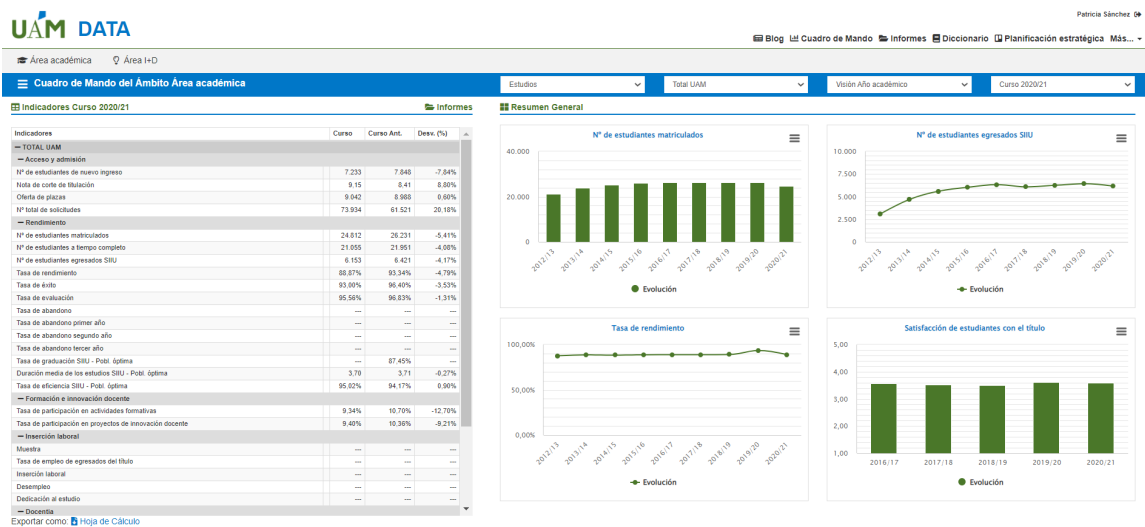 Patricia Sánchez
UAM DATA
Blog Cuadro de Mando Informes Diccionario Planificación estratégica Más...
Área académica Área I+D
Cuadro de Mando del Ámbito Área académica Estudios Total UAM Visión Año académico Curso 2020/21
Indicadores Curso 2020/21 Informes
Indicadores Curso Curso Ant. Desv. (%)
TOTAL UAM
Acceso y admisión
Nº de estudiantes de nuevo ingreso 7.233 7.848 -7,84%
Nota de corte de titulación 9,15 8,41 8,80%
Oferta de plazas 9.042 8.988 0,60%
Nº total de solicitudes 73.934 61.521 20,18%
Rendimiento
Nº de estudiantes matriculados 24.812 26.231 -5,41%
Nº de estudiantes a tiempo completo 21.055 21.951 -4,08%
Nº de estudiantes egresados SIIU 6.153 6.421 -4,17%
Tasa de rendimiento 88,87% 93,34% -4,79%
Tasa de éxito 93,00% 96,40% -3,53%
Tasa de evaluación 95,56% 96,83% -1,31%
Tasa de abandono --- --- ---
Tasa de abandono primer año --- --- ---
Tasa de abandono segundo año --- --- ---
Tasa de abandono tercer año --- --- ---
Tasa de graduación SIIU - Pobl. óptima --- 87,45% ---
Duración media de los estudios SIIU - Pobl. óptima 3,70 3,71 -0,27%
Tasa de eficiencia SIIU - Pobl. óptima 95,02% 94,17% 0,90%
Formación e innovación docente
Tasa de participación en actividades formativas 9,34% 10,70% -12,70%
Tasa de participación en proyectos de innovación docente 9,40% 10,36% -9,21%
Inserción laboral
Muestra --- --- ---
Tasa de empleo de egresados del título --- --- ---
Inserción laboral --- --- ---
Desempleo --- --- ---
Dedicación al estudio --- --- ---
Docentia
Exportar como: Hoja de Cálculo
Resumen General
Nº de estudiantes matriculados
40.000
20.000
0
2012/13 2013/14 2014/15 2015/16 2016/17 2017/18 2018/19 2019/20 2020/21
Evolución
Nº de estudiantes egresados SIIU
10.000
7.500
5.000
2.500
0
2012/13 2013/14 2014/15 2015/16 2016/17 2017/18 2018/19 2019/20 2020/21
Evolución
Tasa de rendimiento
100,00%
50,00%
0,00%
2012/13 2013/14 2014/15 2015/16 2016/17 2017/18 2018/19 2019/20 2020/21
Evolución
Satisfacción de estudiantes con el título
5,00
4,00
3,00
2,00
1,00
2016/17 2017/18 2018/19 2019/20 2020/21
Evolución